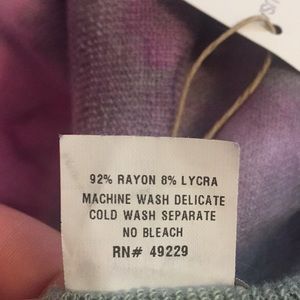 92% RAYON 8% LYCRA
MACHINE WASH DELICATE
COLD WASH SEPARATE
NO BLEACH
RN# 49229